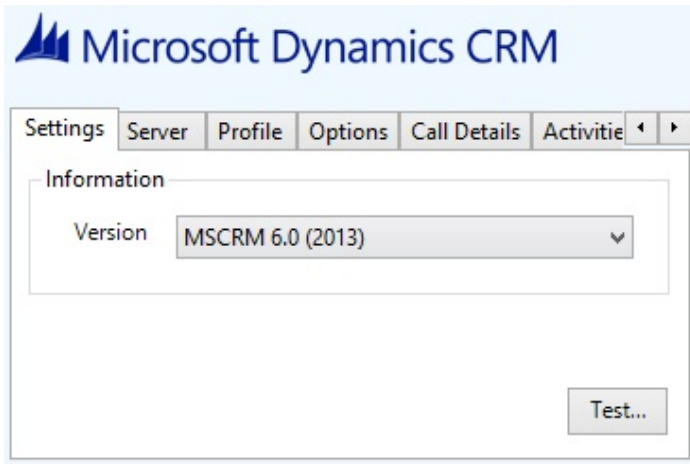 Microsoft Dynamics CRM
Settings Server Profile Options Call Details Activitie
Information
Version MSCRM 6.0 (2013)
Test...